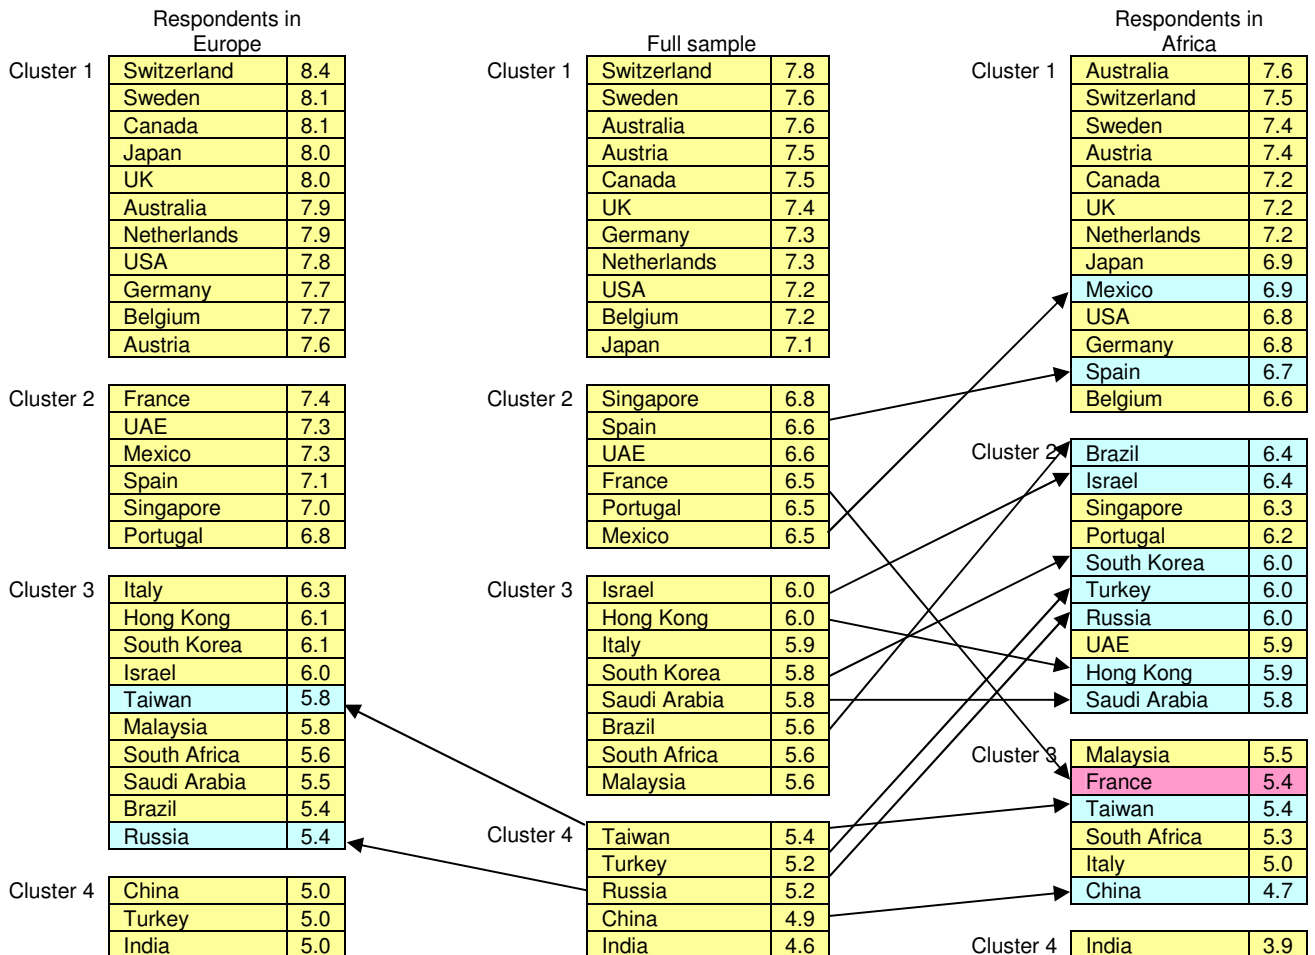 Respondents in
Europe
Cluster 1 Switzerland 8.4
Sweden 8.1
Canada 8.1
Japan 8.0
UK 8.0
Australia 7.9
Netherlands 7.9
USA 7.8
Germany 7.7
Belgium 7.7
Austria 7.6
Cluster 2 France 7.4
UAE 7.3
Mexico 7.3
Spain 7.1
Singapore 7.0
Portugal 6.8
Cluster 3 Italy 6.3
Hong Kong 6.1
South Korea 6.1
Israel 6.0
Taiwan 5.8
Malaysia 5.8
South Africa 5.6
Saudi Arabia 5.5
Brazil 5.4
Russia 5.4
Cluster 4 China 5.0
Turkey 5.0
India 5.0
Full sample
Cluster 1 Switzerland 7.8
Sweden 7.6
Australia 7.6
Austria 7.5
Canada 7.5
UK 7.4
Germany 7.3
Netherlands 7.3
USA 7.2
Belgium 7.2
Japan 7.1
Cluster 2 Singapore 6.8
Spain 6.6
UAE 6.6
France 6.5
Portugal 6.5
Mexico 6.5
Cluster 3 Israel 6.0
Hong Kong 6.0
Italy 5.9
South Korea 5.8
Saudi Arabia 5.8
Brazil 5.6
South Africa 5.6
Malaysia 5.6
Cluster 4 Taiwan 5.4
Turkey 5.2
Russia 5.2
China 4.9
India 4.6
Respondents in
Africa
Cluster 1 Australia 7.6
Switzerland 7.5
Sweden 7.4
Austria 7.4
Canada 7.2
UK 7.2
Netherlands 7.2
Japan 6.9
Mexico 6.9
USA 6.8
Germany 6.8
Spain 6.7
Belgium 6.6
Cluster 2 Brazil 6.4
Israel 6.4
Singapore 6.3
Portugal 6.2
South Korea 6.0
Turkey 6.0
Russia 6.0
UAE 5.9
Hong Kong 5.9
Saudi Arabia 5.8
Cluster 3 Malaysia 5.5
France 5.4
Taiwan 5.4
South Africa 5.3
Italy 5.0
China 4.7
Cluster 4 India 3.9